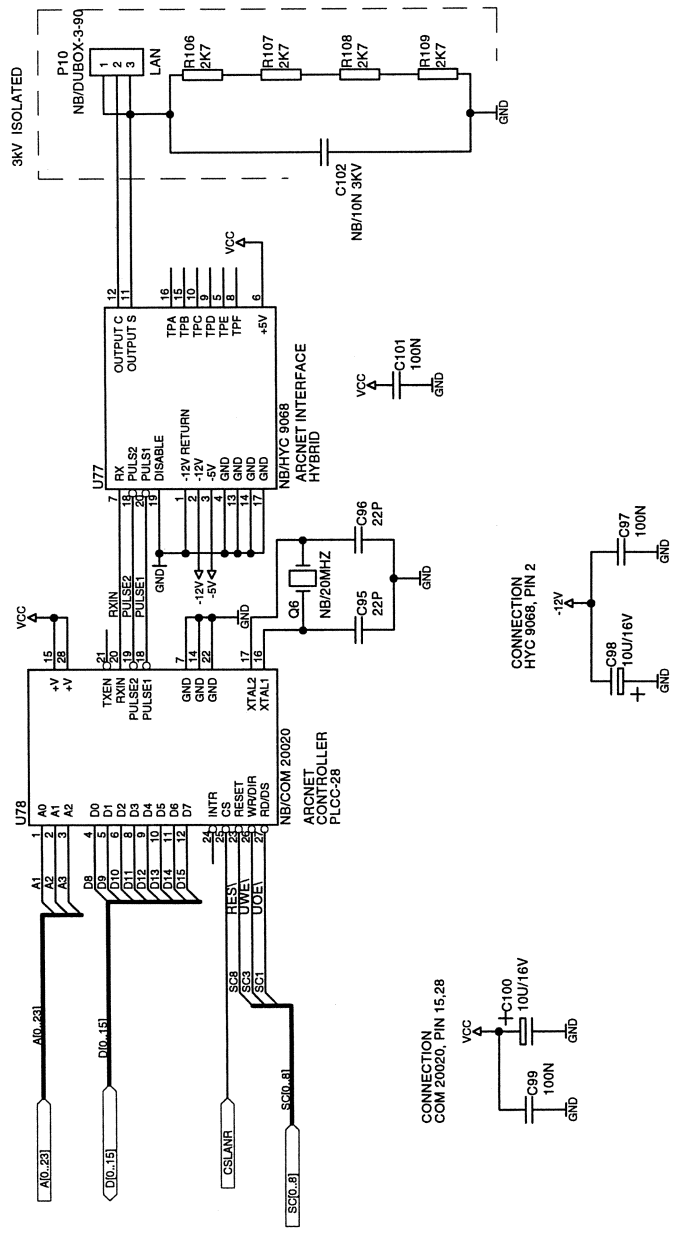 3kV ISOLATED
P10
NB/DUBOX-3-90
1
2
3
LAN
R106
2K7
R107
2K7
R108
2K7
R109
2K7
C102
NB/10N 3KV
GND
U77
7 RX
18 PULS2
20 PULS1
19 DISABLE
1 -12V RETURN
2 -12V
3 -5V
4 GND
13 GND
14 GND
17 GND
OUTPUT C 12
OUTPUT S 11
TPA 16
TPB 15
TPC 10
TPD 9
TPE 5
TPF 8
+5V 6
VCC
NB/HYC 9068
ARCNET INTERFACE
HYBRID
RXIN
PULSE2
PULSE1
GND
-12V
-5V
VCC
C101
100N
GND
U78
1 A0
2 A1
3 A2
4 D0
5 D1
6 D2
8 D3
9 D4
10 D5
11 D6
12 D7
24 INTR
25 CS
23 RESET
26 WR/DIR
27 RD/DS
+V 15
+V 28
TXEN 21
RXIN 20
PULSE2 19
PULSE1 18
GND 7
GND 14
GND 22
XTAL2 17
XTAL1 16
VCC
GND
NB/COM 20020
ARCNET
CONTROLLER
PLCC-28
Q6
NB/20MHZ
C95
22P
C96
22P
GND
A1
A2
A3
D8
D9
D10
D11
D12
D13
D14
D15
SC8 RES\
SC3 UWE\
SC1 UOE\
A[0..23]
A[0..23]
D[0..15]
D[0..15]
CSLANR
SC[0..8]
SC[0..8]
CONNECTION
HYC 9068, PIN 2
-12V
C98
10U/16V
+
GND
C97
100N
GND
CONNECTION
COM 20020, PIN 15,28
VCC
C99
100N
GND
+
C100
10U/16V
GND